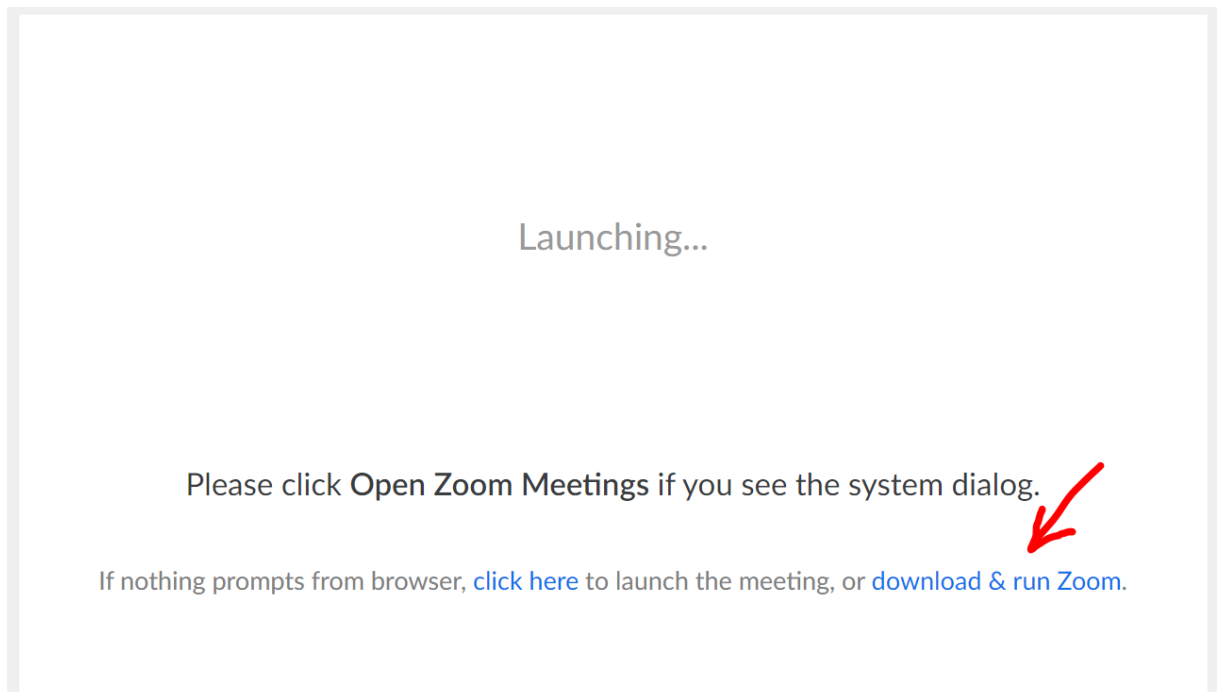 Launching...
Please click Open Zoom Meetings if you see the system dialog.
If nothing prompts from browser, click here to launch the meeting, or download & run Zoom.